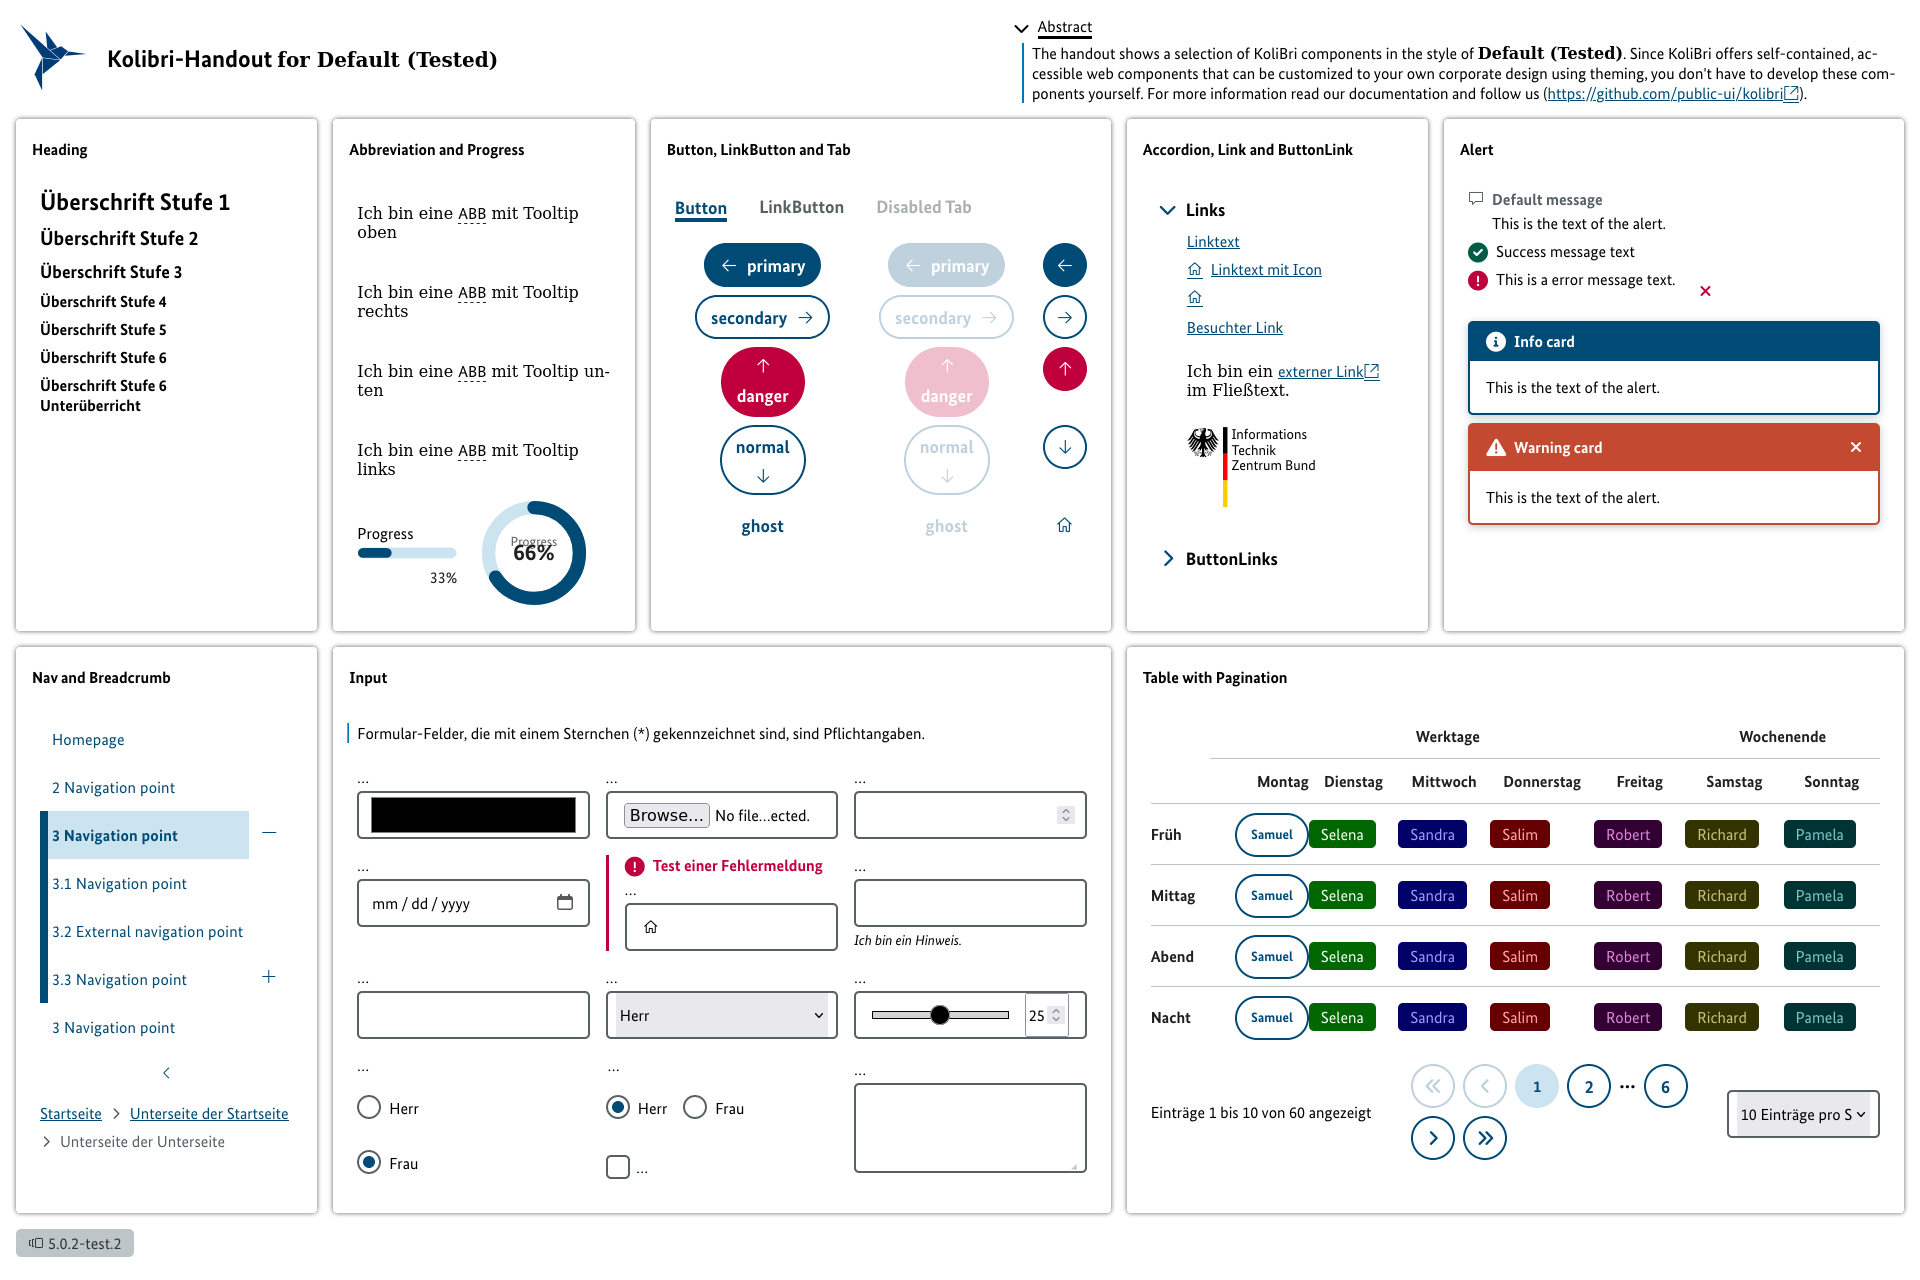 Kolibri-Handout for Default (Tested)
Abstract
The handout shows a selection of KoliBri components in the style of Default (Tested). Since KoliBri offers self-contained, ac-
cessible web components that can be customized to your own corporate design using theming, you don't have to develop these com-
ponents yourself. For more information read our documentation and follow us (https://github.com/public-ui/kolibri).
Heading
Überschrift Stufe 1
Überschrift Stufe 2
Überschrift Stufe 3
Überschrift Stufe 4
Überschrift Stufe 5
Überschrift Stufe 6
Überschrift Stufe 6
Unterüberricht
Abbreviation and Progress
Ich bin eine ABB mit Tooltip
oben
Ich bin eine ABB mit Tooltip
rechts
Ich bin eine ABB mit Tooltip un-
ten
Ich bin eine ABB mit Tooltip
links
Progress
33%
Progress
66%
Button, LinkButton and Tab
Button LinkButton Disabled Tab
primary primary
secondary secondary
danger danger
normal normal
ghost ghost
Accordion, Link and ButtonLink
Links
Linktext
Linktext mit Icon
Besuchter Link
Ich bin ein externer Link
im Fließtext.
Informations
Technik
Zentrum Bund
ButtonLinks
Alert
Default message
This is the text of the alert.
Success message text
This is a error message text.
Info card
This is the text of the alert.
Warning card
This is the text of the alert.
Nav and Breadcrumb
Homepage
2 Navigation point
3 Navigation point
3.1 Navigation point
3.2 External navigation point
3.3 Navigation point
3 Navigation point
Startseite Unterseite der Startseite
Unterseite der Unterseite
Input
Formular-Felder, die mit einem Sternchen (*) gekennzeichnet sind, sind Pflichtangaben.
... ... ...
Browse... No file...ected.
... Test einer Fehlermeldung ...
mm / dd / yyyy ...
Ich bin ein Hinweis.
... ... ...
Herr 25
... ... ...
Herr Herr Frau
Frau ...
Table with Pagination
Werktage Wochenende
Montag Dienstag Mittwoch Donnerstag Freitag Samstag Sonntag
Früh Samuel Selena Sandra Salim Robert Richard Pamela
Mittag Samuel Selena Sandra Salim Robert Richard Pamela
Abend Samuel Selena Sandra Salim Robert Richard Pamela
Nacht Samuel Selena Sandra Salim Robert Richard Pamela
1 2 ... 6
Einträge 1 bis 10 von 60 angezeigt
10 Einträge pro S
5.0.2-test.2